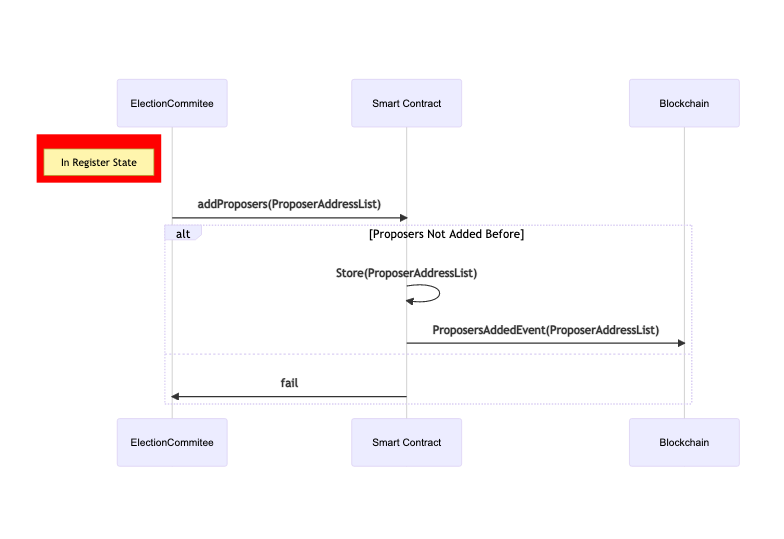 ElectionCommitee
Smart Contract
Blockchain
In Register State
addProposers(ProposerAddressList)
alt
[Proposers Not Added Before]
Store(ProposerAddressList)
ProposersAddedEvent(ProposerAddressList)
fail
ElectionCommitee
Smart Contract
Blockchain